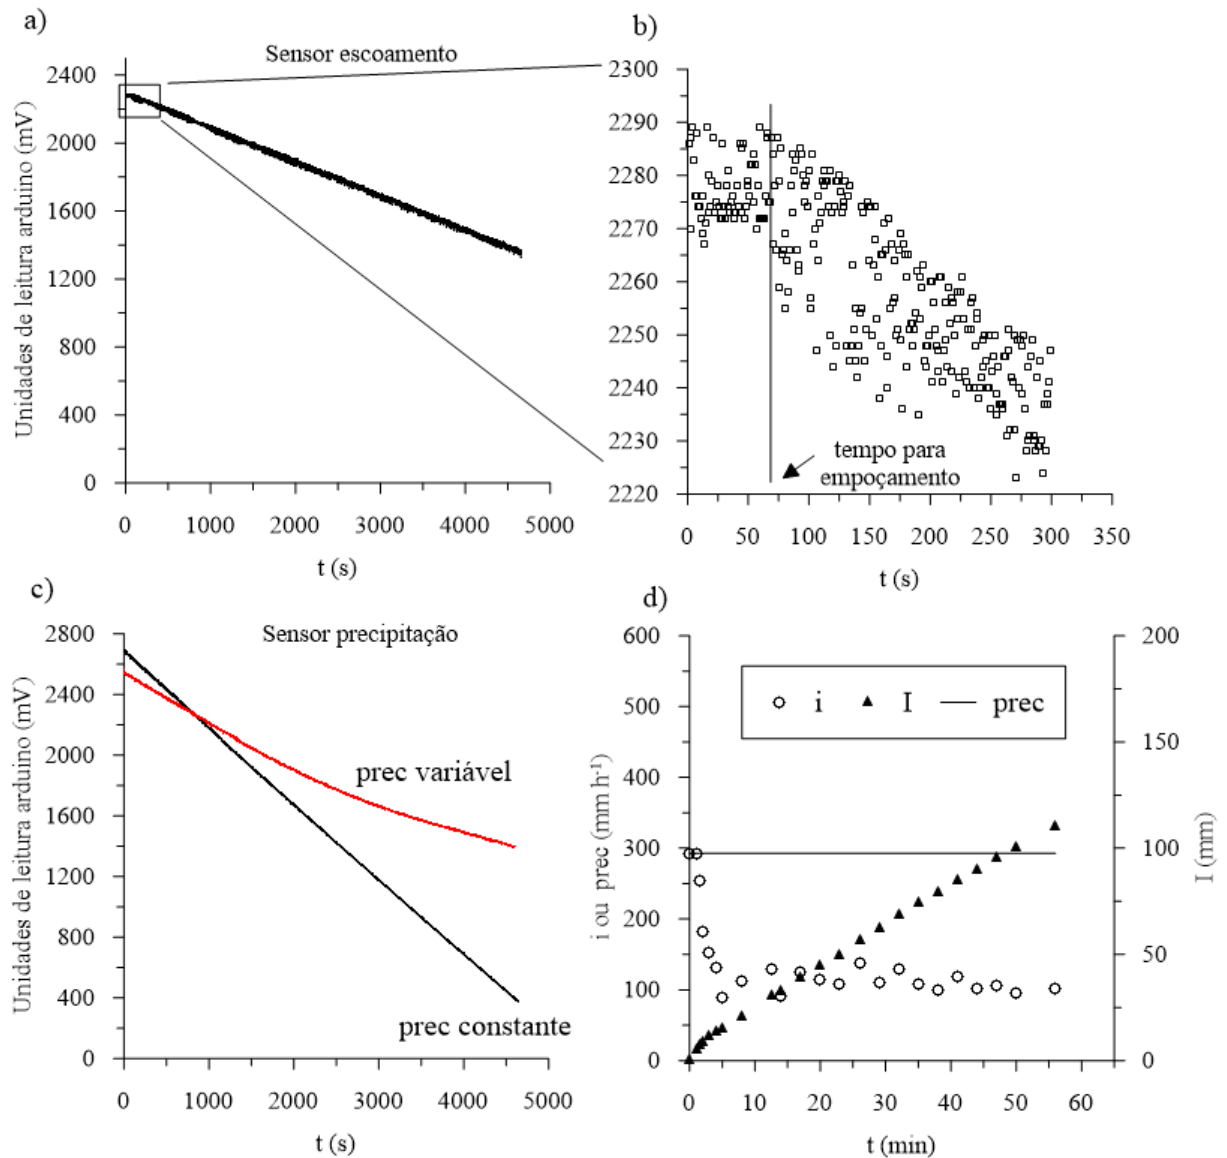 a)
Sensor escoamento
Unidades de leitura arduino (mV)
2400
2000
1600
1200
800
400
0
0 1000 2000 3000 4000 5000
t (s)
b)
2300
2290
2280
2270
2260
2250
2240
2230
2220
tempo para
empoçamento
0 50 100 150 200 250 300 350
t (s)
c)
Sensor precipitação
Unidades de leitura arduino (mV)
2800
2400
2000
1600
1200
800
400
0
prec variável
prec constante
0 1000 2000 3000 4000 5000
t (s)
d)
i ou prec (mm h⁻¹)
600
500
400
300
200
100
0
i I prec
200
150
100
50
0
I (mm)
0 10 20 30 40 50 60
t (min)